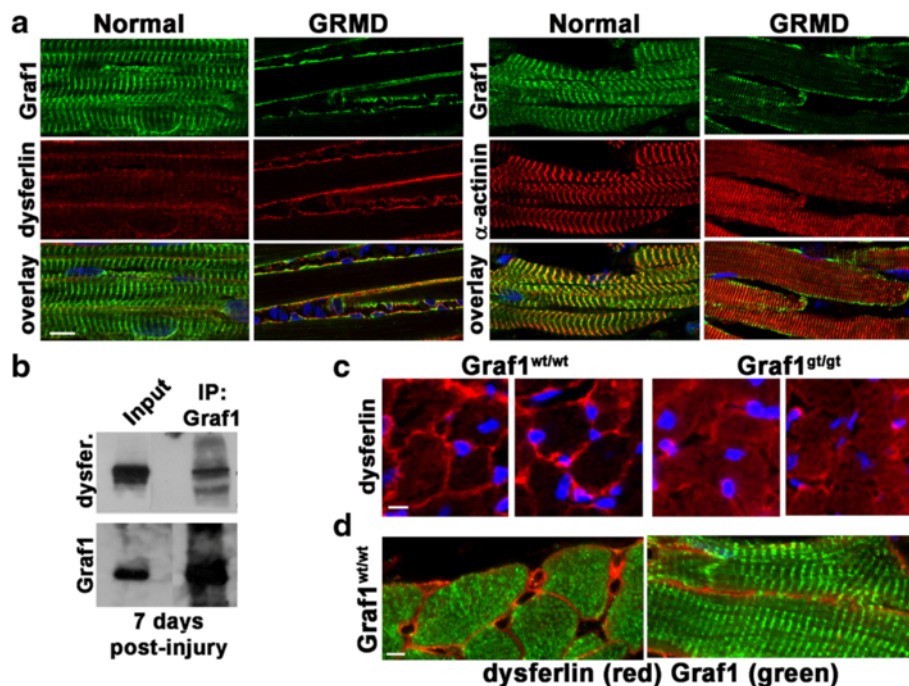 a
Normal GRMD Normal GRMD
Graf1 Graf1
dysferlin α-actinin
overlay overlay
b
Input IP: Graf1
dysfer.
Graf1
7 days
post-injury
c
Graf1wt/wt Graf1gt/gt
dysferlin
d
Graf1wt/wt
dysferlin (red) Graf1 (green)